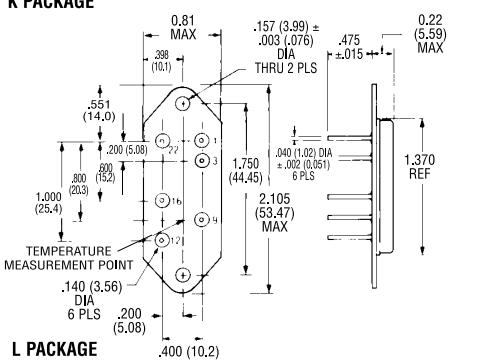 K PACKAGE
0.81
MAX
.398
(10.1)
.157 (3.99) ±
.003 (.076)
DIA
THRU 2 PLS
.475
±.015
0.22
(5.59)
MAX
.551
(14.0)
.200 (5.08)
.600
(15.2)
.800
(20.3)
1.000
(25.4)
22
1
3
16
9
12
1.750
(44.45)
2.105
(53.47)
MAX
.040 (1.02) DIA
± .002 (0.051)
6 PLS
1.370
REF
TEMPERATURE
MEASUREMENT POINT
.140 (3.56)
DIA
6 PLS
.200
(5.08)
.400 (10.2)
L PACKAGE